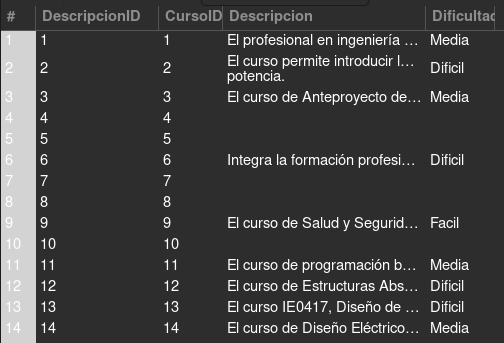 # DescripcionID CursoID Descripcion Dificultad
1 1 1 El profesional en ingeniería ... Media
2 2 2 El curso permite introducir l... Dificil
potencia.
3 3 3 El curso de Anteproyecto de... Media
4 4 4
5 5 5
6 6 6 Integra la formación profesi... Dificil
7 7 7
8 8 8
9 9 9 El curso de Salud y Segurid... Facil
10 10 10
11 11 11 El curso de programación b... Media
12 12 12 El curso de Estructuras Abs... Dificil
13 13 13 El curso IE0417, Diseño de ... Dificil
14 14 14 El curso de Diseño Eléctrico... Media